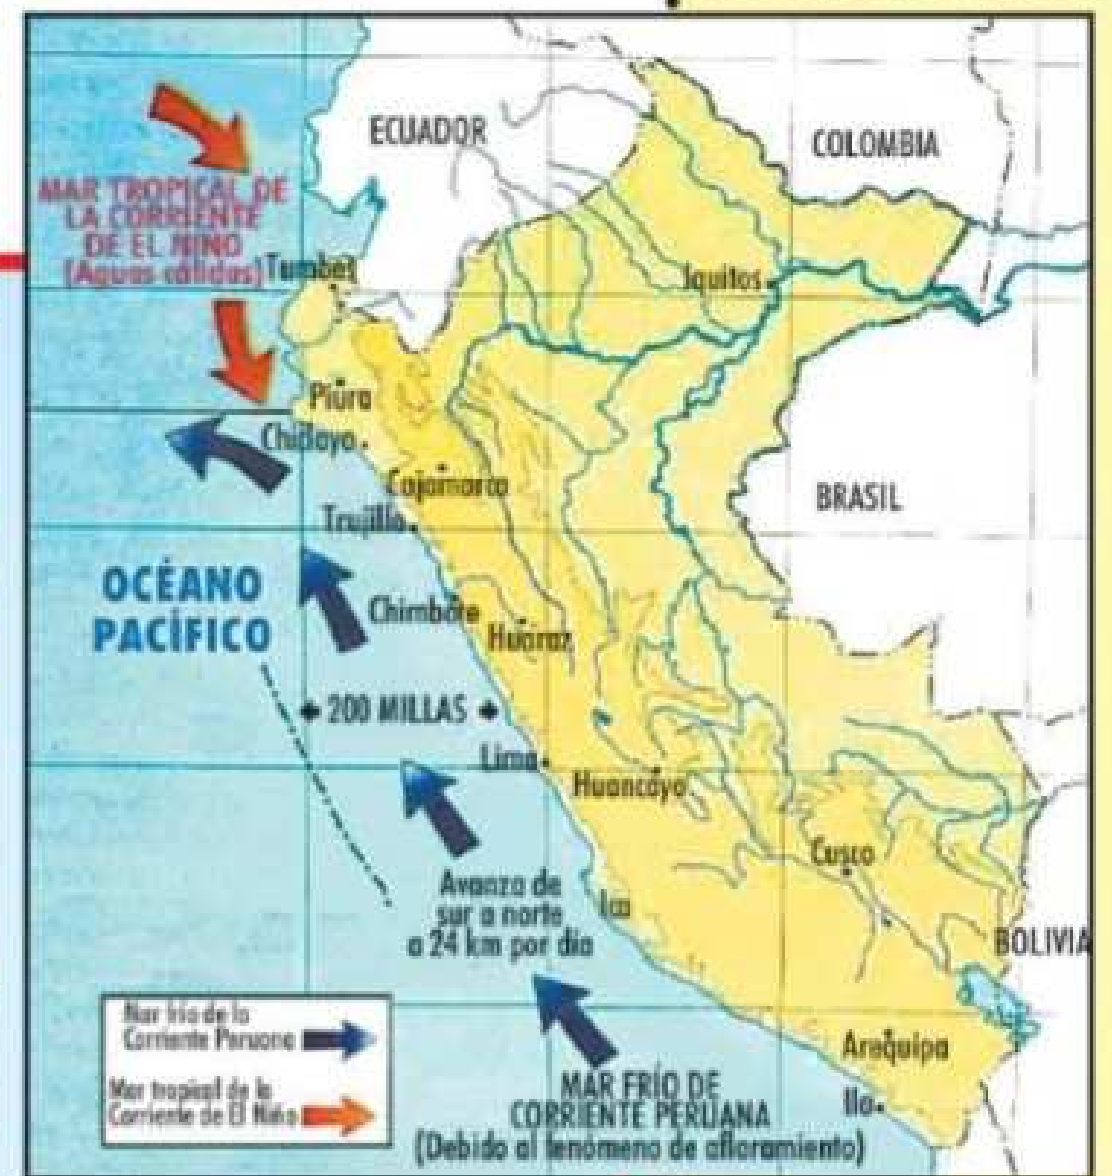 ECUADOR
COLOMBIA
MAR TROPICAL DE
LA CORRIENTE
DE EL NIÑO
(Aguas cálidas)
Tumbes
Iquitos
Piura
Chiclayo
Cajamarca
Trujillo
BRASIL
OCÉANO
PACÍFICO
Chimbote
Huaraz
200 MILLAS
Lima
Huancayo
Cusco
Avanza de
sur a norte
a 24 km por día
Ica
BOLIVIA
Mar frío de la
Corriente Peruana
Mar tropical de la
Corriente de El Niño
Arequipa
Ilo
MAR FRÍO DE
CORRIENTE PERUANA
(Debido al fenómeno de afloramiento)